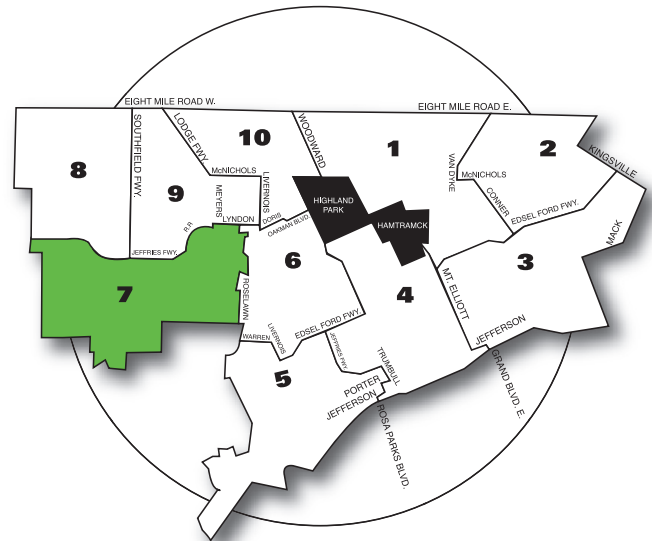 EIGHT MILE ROAD W.
EIGHT MILE ROAD E.
SOUTHFIELD FWY.
LODGE FWY.
10
WOODWARD
1
VAN DYKE
2
KINGSVILLE
8
9
McNICHOLS
McNICHOLS
MEYERS
LIVERNOIS
HIGHLAND
PARK
CONNER
EDSEL FORD FWY.
MACK
LYNDON
DORIS
OAKMAN BLVD.
HAMTRAMCK
R.R
JEFFRIES FWY.
6
3
7
ROSELAWN
4
MT. ELLIOTT
EDSEL FORD FWY.
WARREN
LIVERNOIS
JEFFRIES FWY
JEFFERSON
5
TRUMBULL
PORTER
JEFFERSON
GRAND BLVD. E.
ROSA PARKS BLVD.